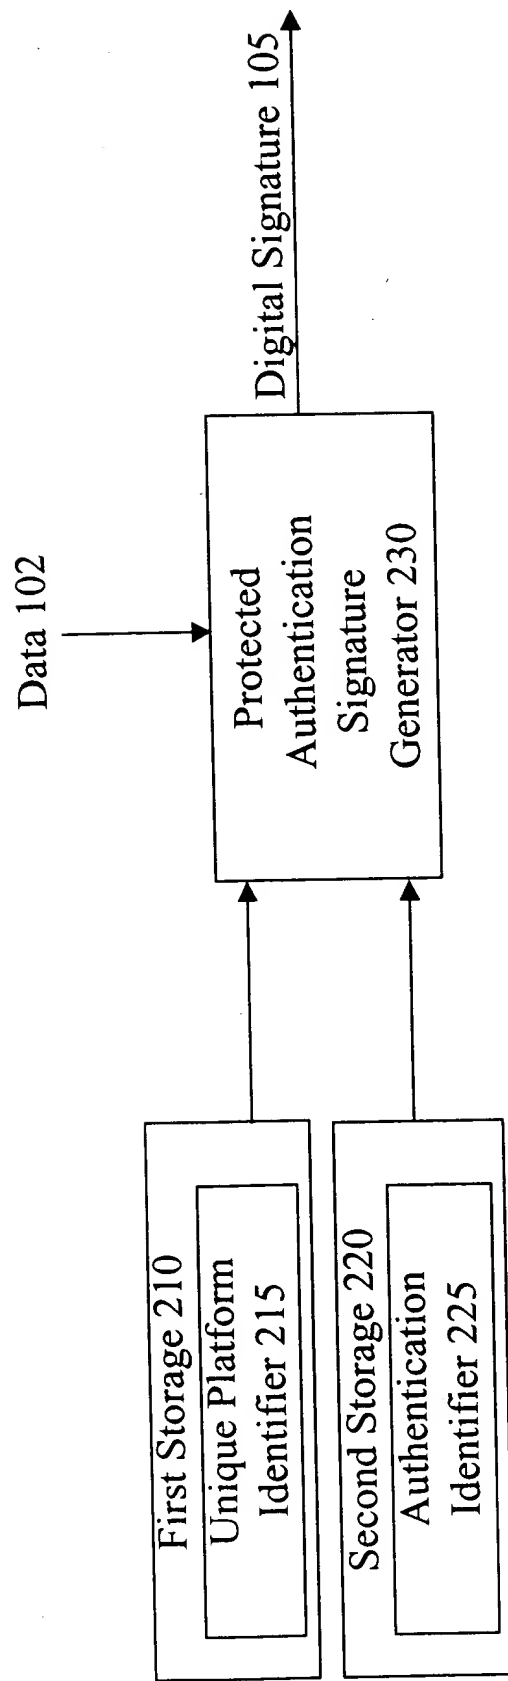 Data 102
First Storage 210
Unique Platform
Identifier 215
Second Storage 220
Authentication
Identifier 225
Protected
Authentication
Signature
Generator 230
Digital Signature 105